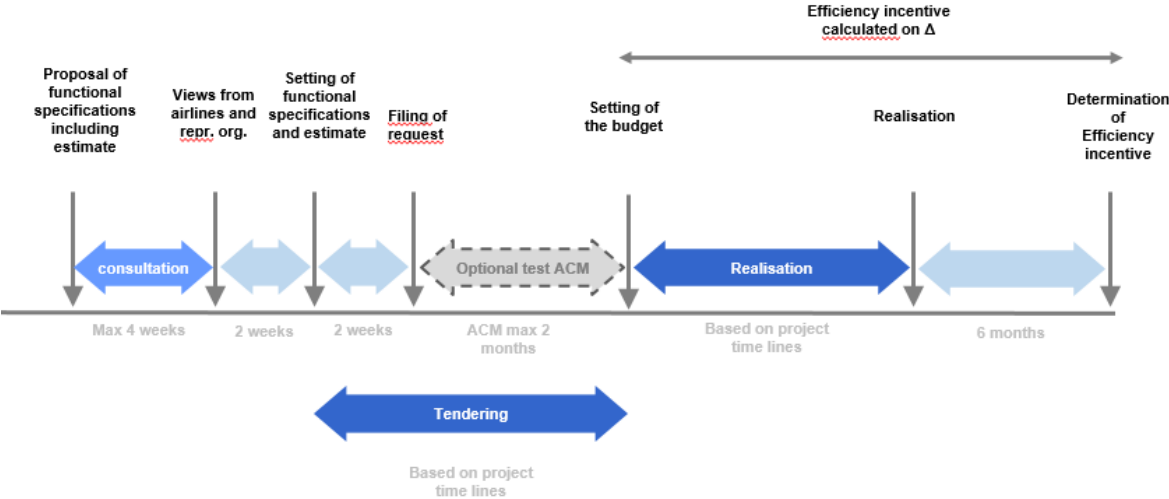 Efficiency incentive
calculated on Δ
Proposal of
functional
specifications
including
estimate
Views from
airlines and
repr. org.
Setting of
functional
specifications
and estimate
Filing of
request
Setting of
the budget
Realisation
Determination
of
Efficiency
incentive
consultation
Optional test ACM
Realisation
Max 4 weeks
2 weeks
2 weeks
ACM max 2
months
Based on project
time lines
6 months
Tendering
Based on project
time lines